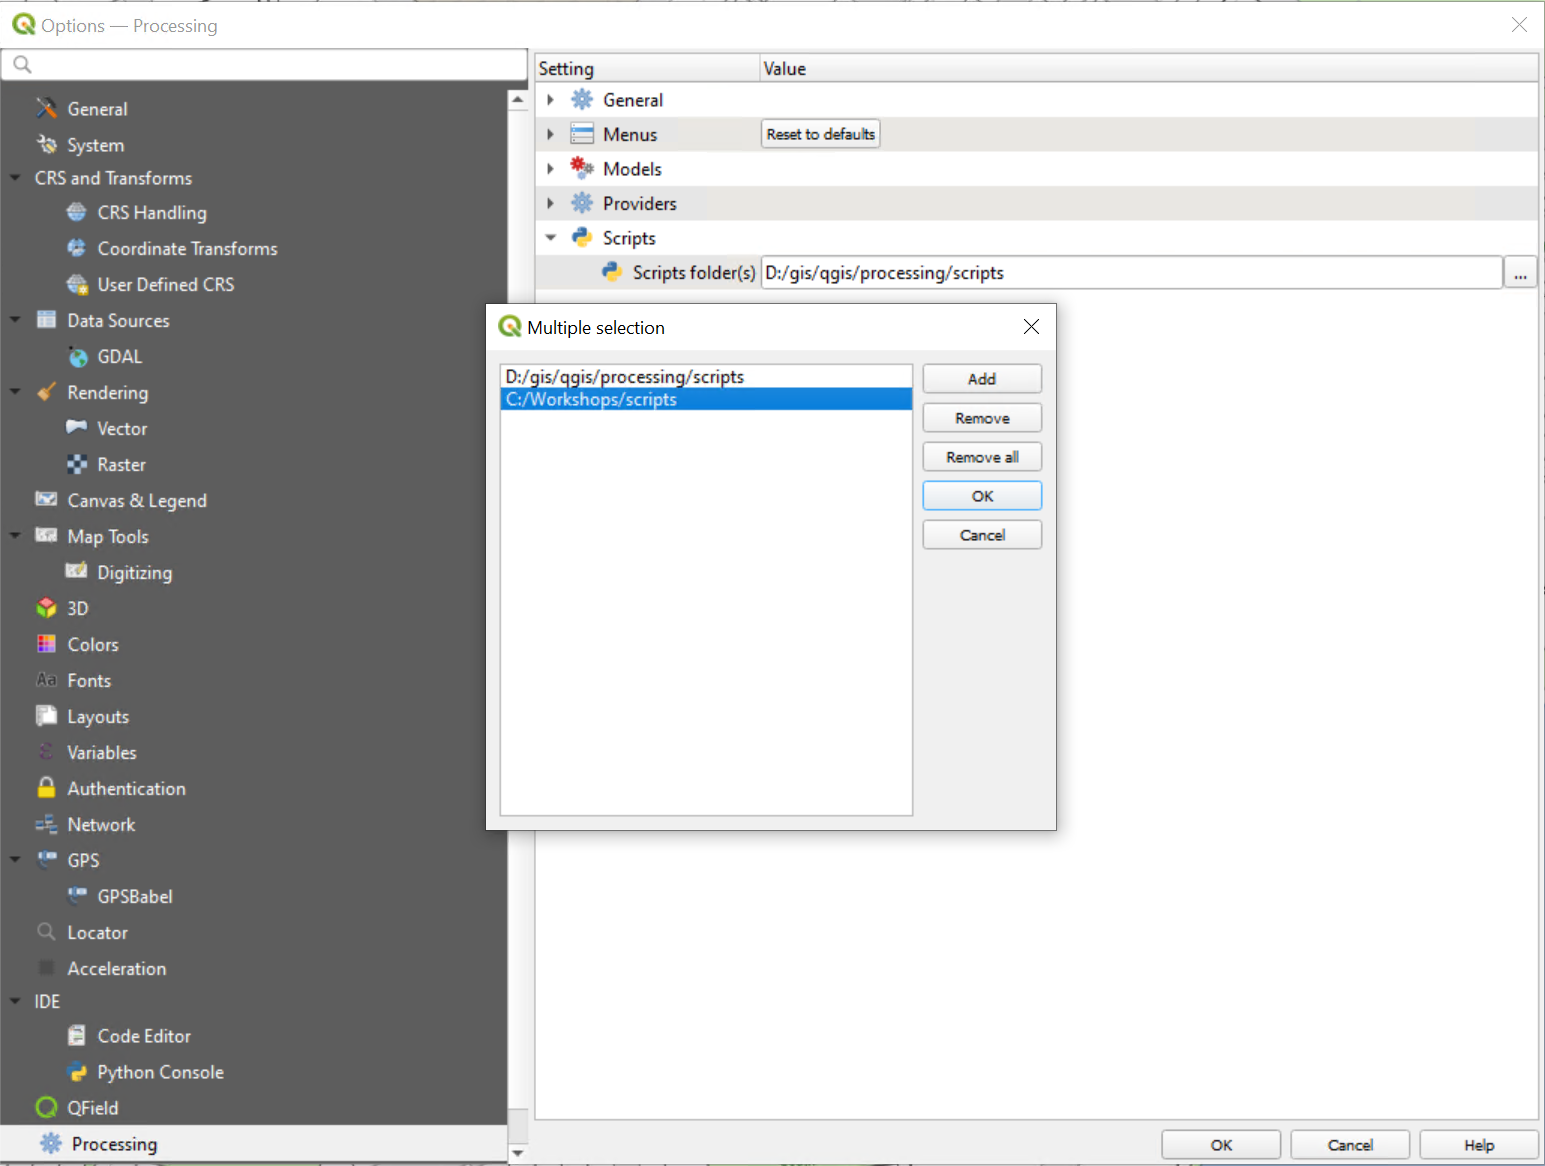 Options — Processing
General
System
CRS and Transforms
CRS Handling
Coordinate Transforms
User Defined CRS
Data Sources
GDAL
Rendering
Vector
Raster
Canvas & Legend
Map Tools
Digitizing
3D
Colors
Fonts
Layouts
Variables
Authentication
Network
GPS
GPSBabel
Locator
Acceleration
IDE
Code Editor
Python Console
QField
Processing
Setting Value
General
Menus Reset to defaults
Models
Providers
Scripts
Scripts folder(s) D:/gis/qgis/processing/scripts ...
Multiple selection
D:/gis/qgis/processing/scripts
C:/Workshops/scripts
Add
Remove
Remove all
OK
Cancel
OK Cancel Help